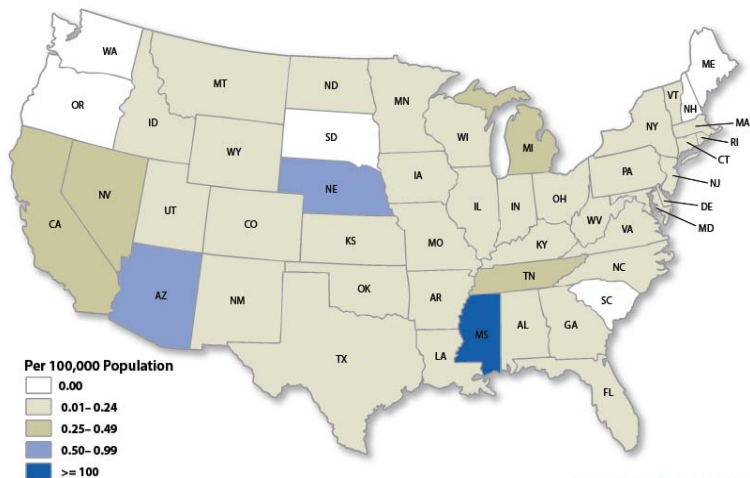 WA
OR
CA
NV
ID
MT
WY
UT
AZ
CO
NM
ND
SD
NE
KS
OK
TX
MN
IA
MO
AR
LA
WI
IL
MI
IN
OH
KY
TN
MS
AL
GA
FL
SC
NC
VA
WV
PA
NY
VT
NH
ME
MA
RI
CT
NJ
DE
MD
Per 100,000 Population
0.00
0.01– 0.24
0.25– 0.49
0.50– 0.99
>= 100